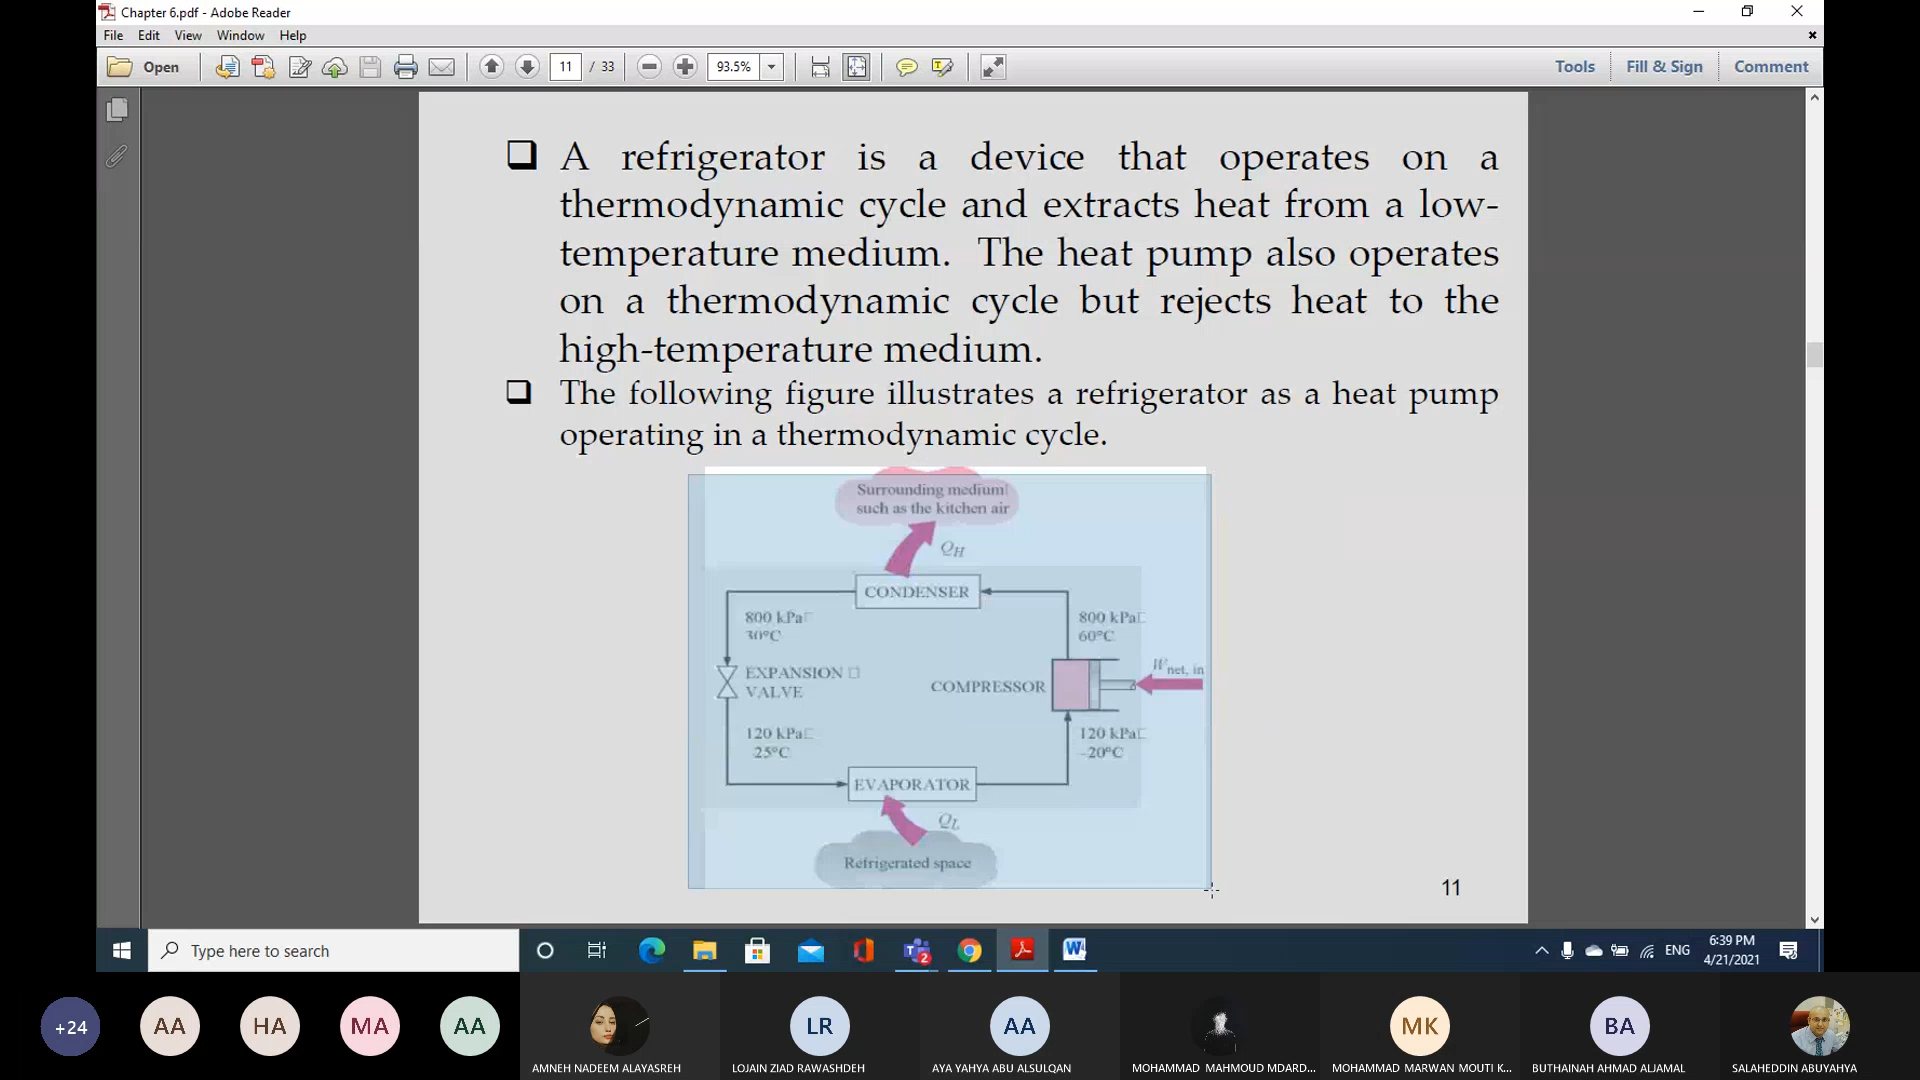 Chapter 6.pdf - Adobe Reader
File Edit View Window Help
Open 11 / 33 93.5% Tools Fill & Sign Comment
❑ A refrigerator is a device that operates on a
thermodynamic cycle and extracts heat from a low-
temperature medium. The heat pump also operates
on a thermodynamic cycle but rejects heat to the
high-temperature medium.
❑ The following figure illustrates a refrigerator as a heat pump
operating in a thermodynamic cycle.
Surrounding medium
such as the kitchen air
QH
CONDENSER
800 kPa
30°C
800 kPa
60°C
EXPANSION
VALVE
COMPRESSOR
Wnet, in
120 kPa
25°C
120 kPa
–20°C
EVAPORATOR
QL
Refrigerated space
11
Type here to search
2
ENG
6:39 PM
4/21/2021
+24 AA HA MA AA LR AA MK BA
AMNEH NADEEM ALAYASREH LOJAIN ZIAD RAWASHDEH AYA YAHYA ABU ALSULQAN MOHAMMAD MAHMOUD MDARD... MOHAMMAD MARWAN MOUTI K... BUTHAINAH AHMAD ALJAMAL SALAHEDDIN ABUYAHYA